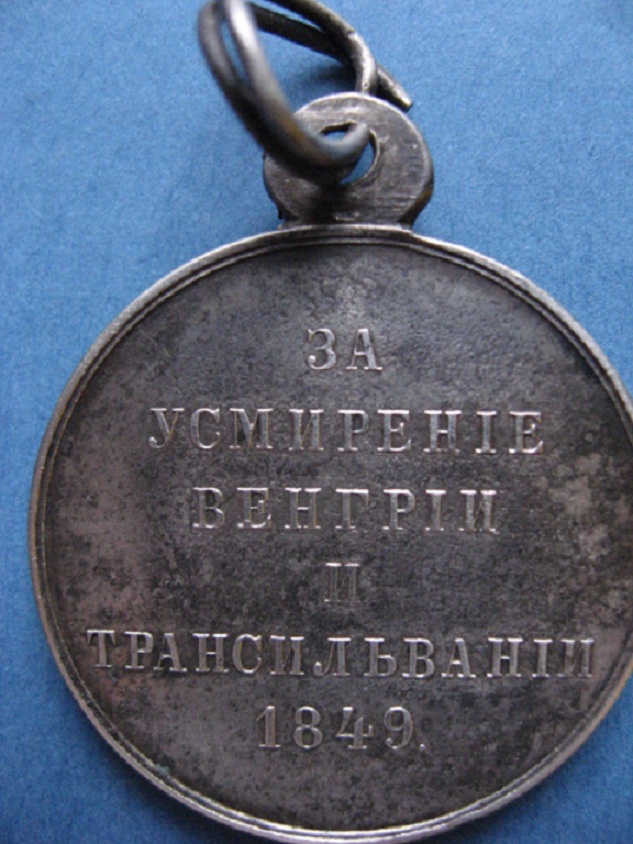 ЗА
УСМИРЕНІЕ
ВЕНГРІИ
И
ТРАНСИЛЬВАНІИ
1849.